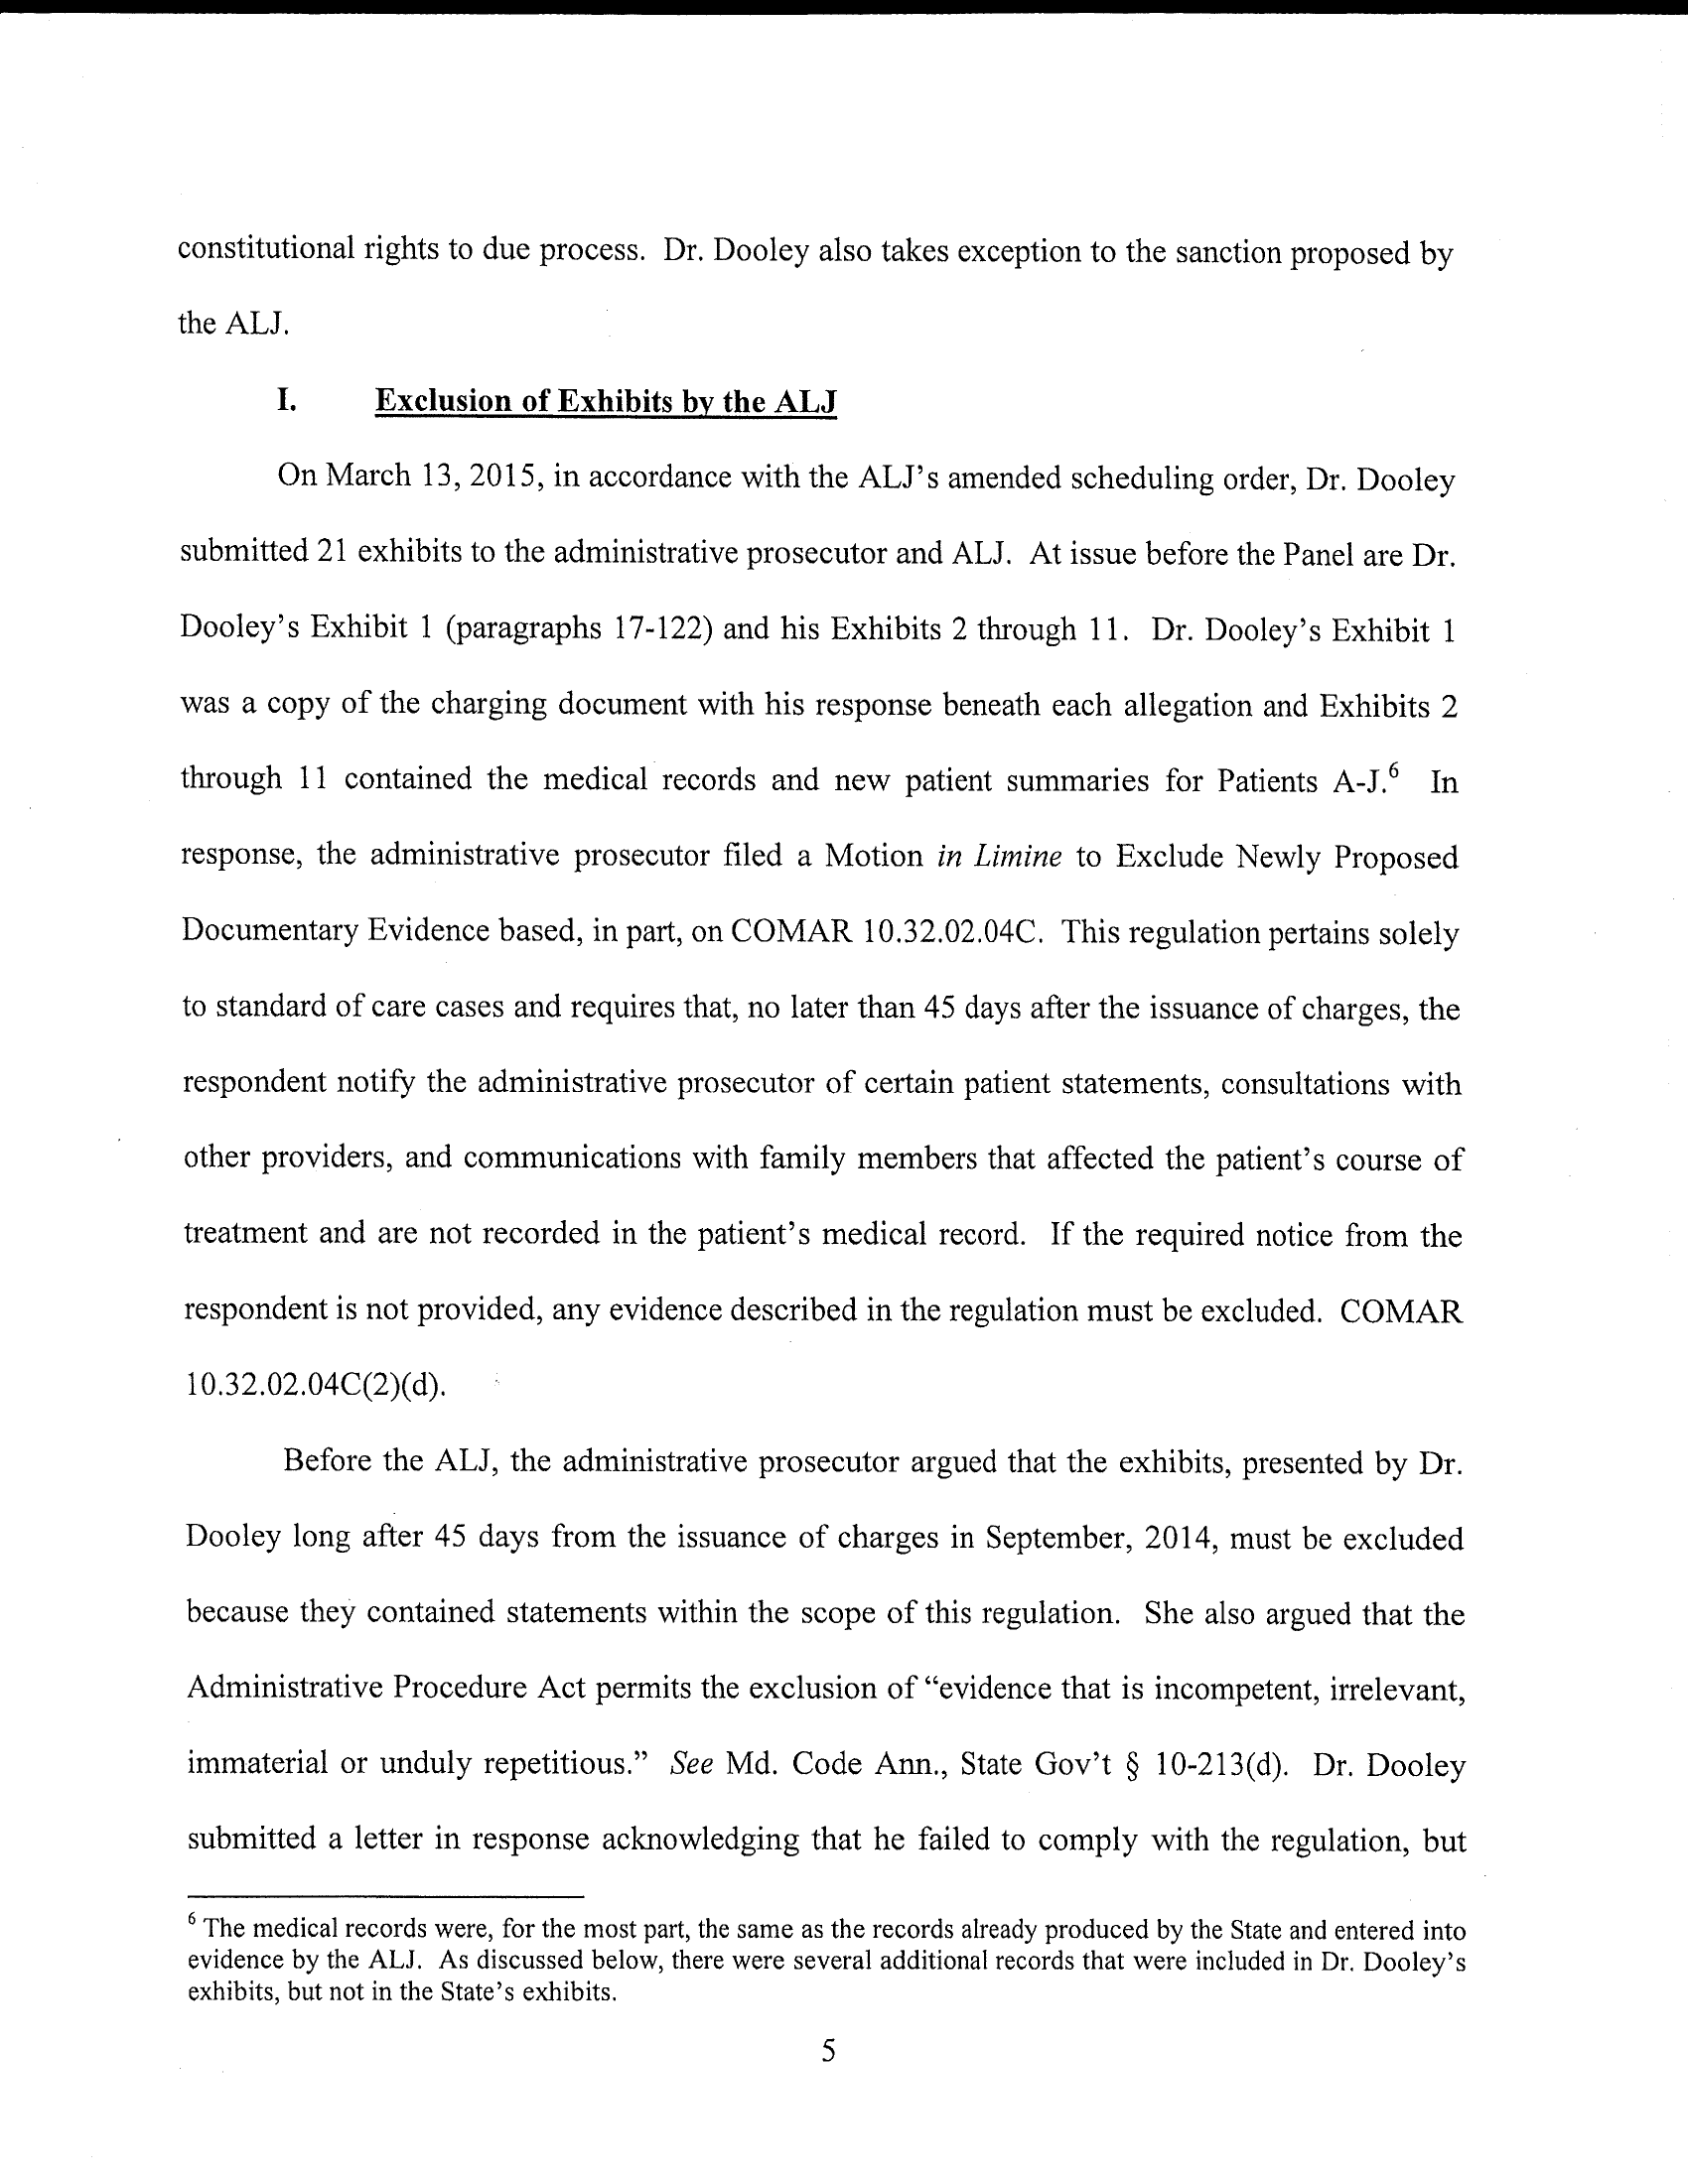 constitutional rights to due process. Dr. Dooley also takes exception to the sanction proposed by
the ALJ.
I. Exclusion of Exhibits by the ALJ
On March 13, 2015, in accordance with the ALJ's amended scheduling order, Dr. Dooley
submitted 21 exhibits to the administrative prosecutor and ALJ. At issue before the Panel are Dr.
Dooley's Exhibit 1 (paragraphs 17-122) and his Exhibits 2 through 11. Dr. Dooley's Exhibit 1
was a copy of the charging document with his response beneath each allegation and Exhibits 2
through 11 contained the medical records and new patient summaries for Patients A-J.⁶ In
response, the administrative prosecutor filed a Motion in Limine to Exclude Newly Proposed
Documentary Evidence based, in part, on COMAR 10.32.02.04C. This regulation pertains solely
to standard of care cases and requires that, no later than 45 days after the issuance of charges, the
respondent notify the administrative prosecutor of certain patient statements, consultations with
other providers, and communications with family members that affected the patient's course of
treatment and are not recorded in the patient's medical record. If the required notice from the
respondent is not provided, any evidence described in the regulation must be excluded. COMAR
10.32.02.04C(2)(d).
Before the ALJ, the administrative prosecutor argued that the exhibits, presented by Dr.
Dooley long after 45 days from the issuance of charges in September, 2014, must be excluded
because they contained statements within the scope of this regulation. She also argued that the
Administrative Procedure Act permits the exclusion of “evidence that is incompetent, irrelevant,
immaterial or unduly repetitious.” See Md. Code Ann., State Gov't § 10-213(d). Dr. Dooley
submitted a letter in response acknowledging that he failed to comply with the regulation, but
⁶ The medical records were, for the most part, the same as the records already produced by the State and entered into
evidence by the ALJ. As discussed below, there were several additional records that were included in Dr. Dooley's
exhibits, but not in the State's exhibits.
5